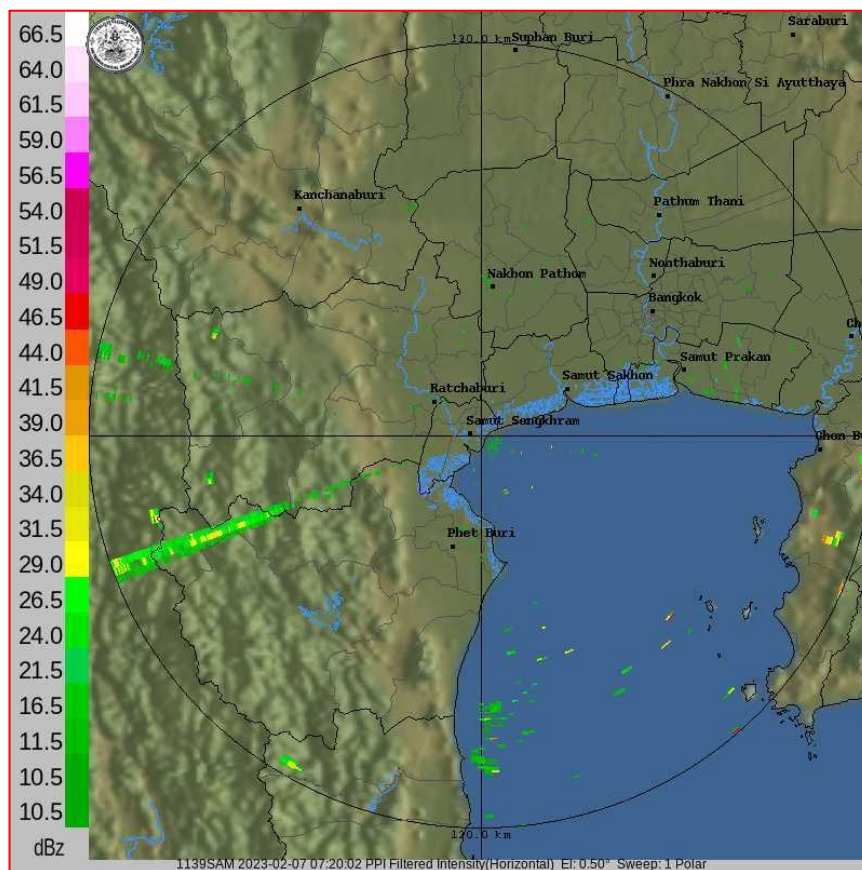 66.5
64.0
61.5
59.0
56.5
54.0
51.5
49.0
46.5
44.0
41.5
39.0
36.5
34.0
31.5
29.0
26.5
24.0
21.5
16.5
11.5
10.5
10.5
dBz
Saraburi
120.0 km
Suphan Buri
Phra Nakhon Si Ayutthaya
Kanchanaburi
Pathum Thani
Nonthaburi
Nakhon Pathom
Bangkok
Ch
Samut Prakan
Samut Sakhon
Ratchaburi
Samut Songkhram
Chon Bu
Phet Buri
120.0 km
1139SAM 2023-02-07 07:20:02 PPI Filtered Intensity(Horizontal) El: 0.50° Sweep: 1 Polar